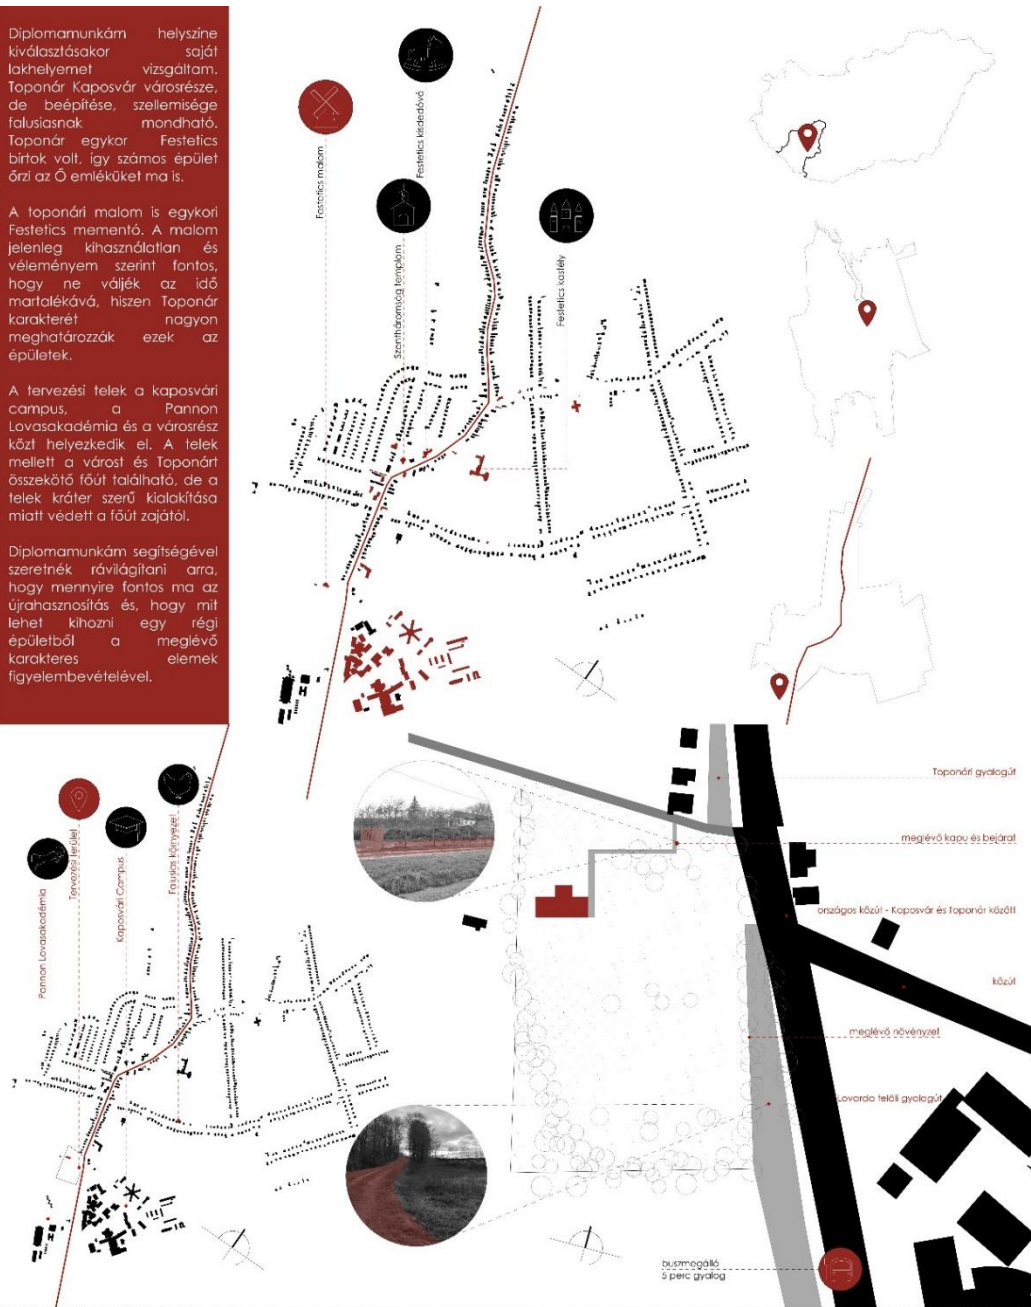 Diplomamunkám helyszíne
kiválasztásakor saját
lakhelyemet vizsgáltam.
Toponár Kaposvár városrésze,
de beépítése, szellemisége
falusiasnak mondható.
Toponár egykor Festetics
birtok volt, így számos épület
őrzi az Ő emléküket ma is.
A toponári malom is egykori
Festetics mementó. A malom
jelenleg kihasználatlan és
véleményem szerint fontos,
hogy ne váljék az idő
martalékává, hiszen Toponár
karakterét nagyon
meghatározzák ezek az
épületek.
A tervezési telek a kaposvári
campus, a Pannon
Lovasakadémia és a városrész
közt helyezkedik el. A telek
mellett a várost és Toponárt
összekötő főút található, de a
telek kráter szerű kialakítása
miatt védett a főút zajától.
Diplomamunkám segítségével
szeretnék rávilágítani arra,
hogy mennyire fontos ma az
újrahasznosítás és, hogy mit
lehet kihozni egy régi
épületből a meglévő
karakteres elemek
figyelembevételével.
Festetics malom
Szentháromság templom
Festetics kisdedóvó
Festetics kastély
Pannon Lovasakadémia
Tervezési terület
Kaposvári Campus
Falusias környezet
Toponári gyalogút
meglévő kapu és bejárat
országos közút - Kaposvár és Toponár között
közút
meglévő növényzet
Lovarda felőli gyalogút
buszmegálló
5 perc gyalog